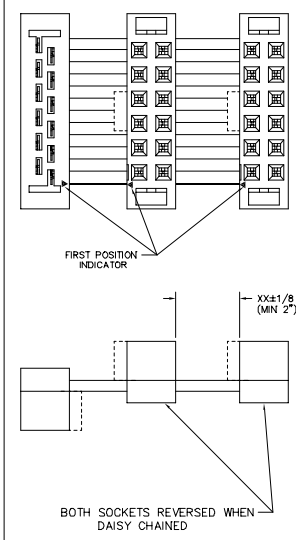 FIRST POSITION
INDICATOR
XX±1/8
(MIN 2")
BOTH SOCKETS REVERSED WHEN
DAISY CHAINED